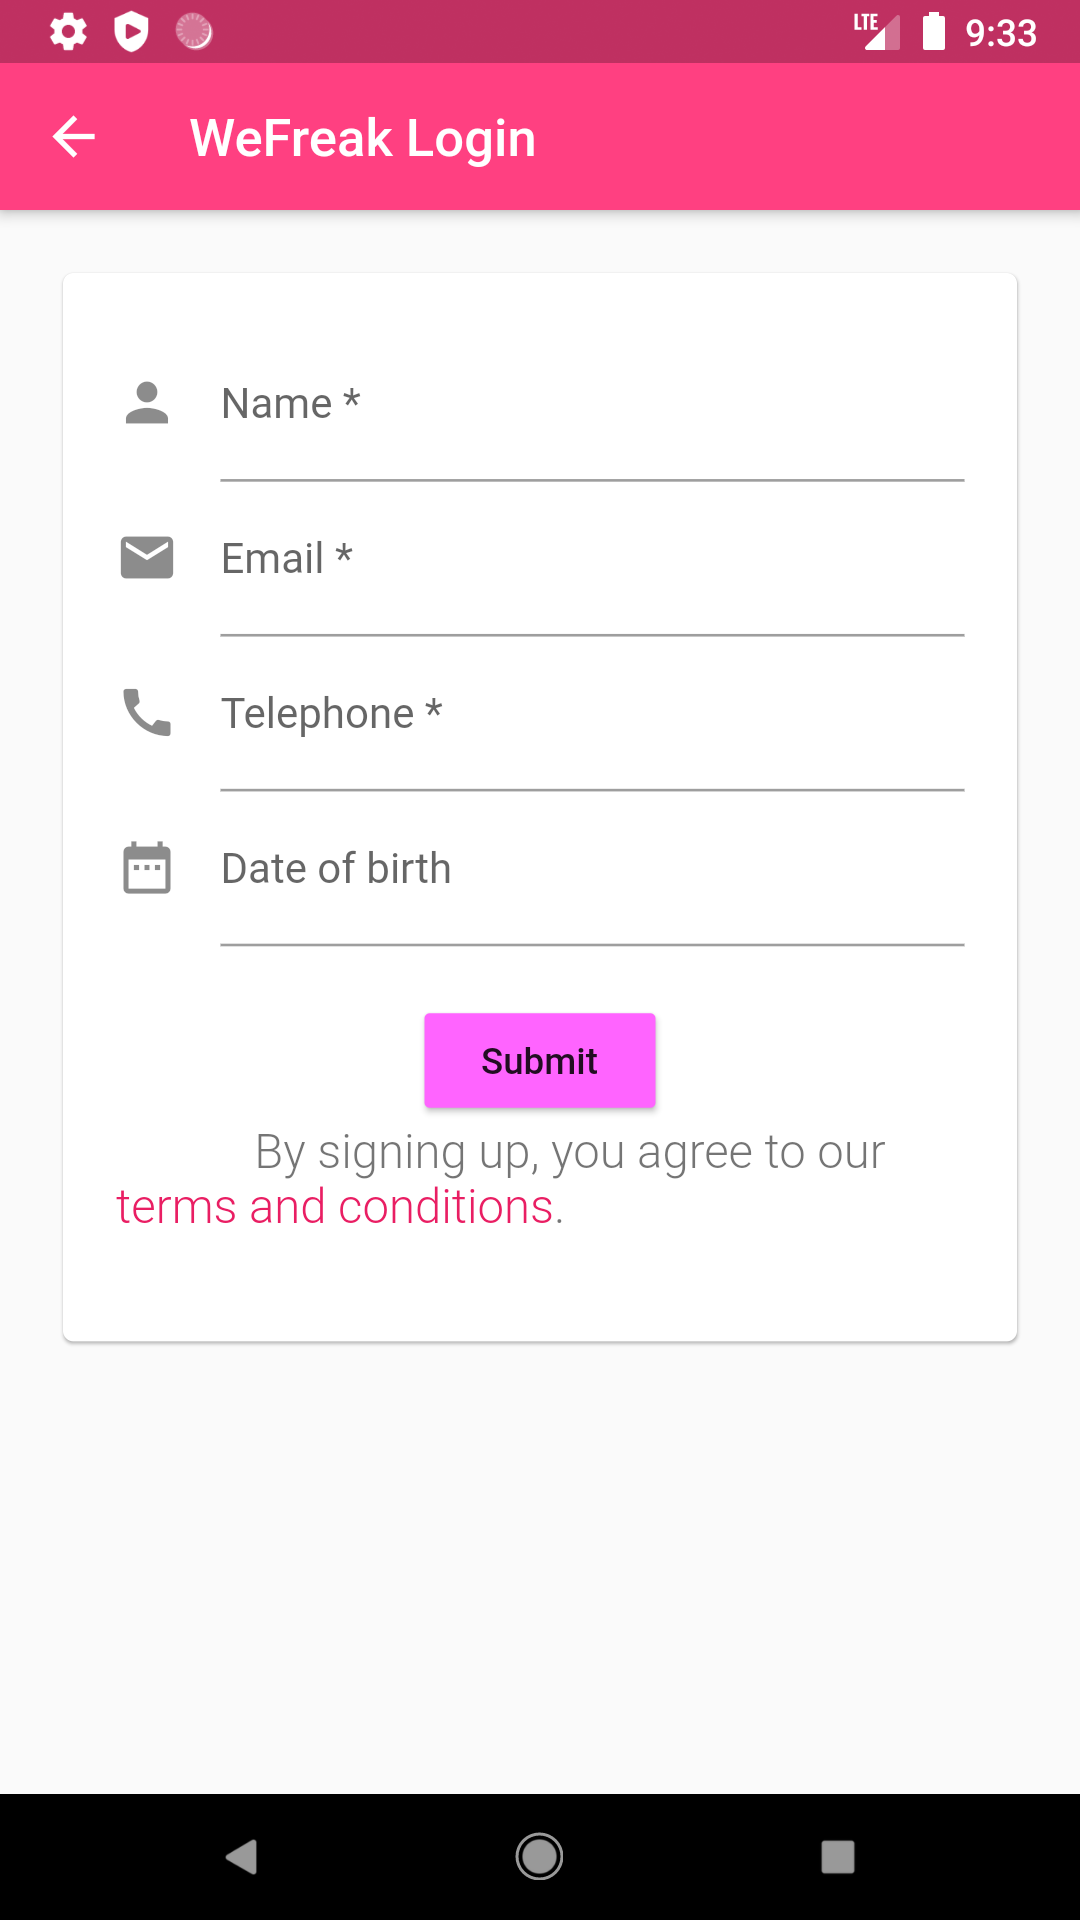 LTE 9:33
WeFreak Login
Name *
Email *
Telephone *
Date of birth
Submit
By signing up, you agree to our
terms and conditions.